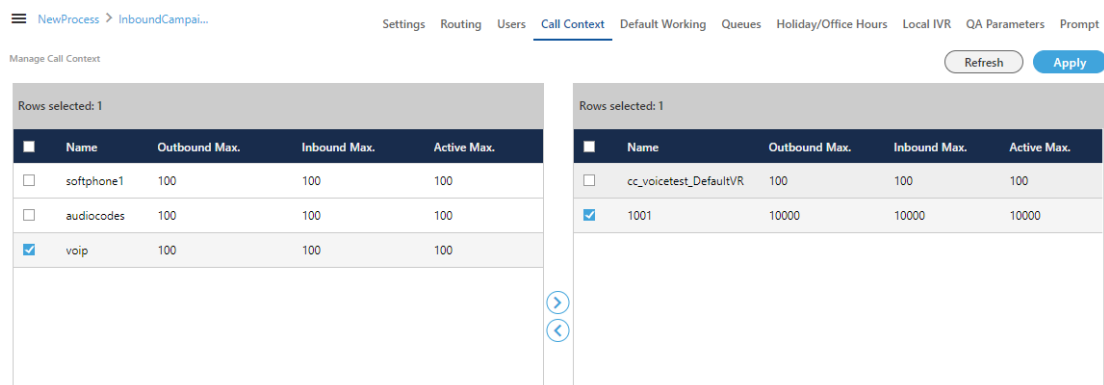 NewProcess > InboundCampai...
Settings Routing Users Call Context Default Working Queues Holiday/Office Hours Local IVR QA Parameters Prompt
Manage Call Context
Refresh Apply
Rows selected: 1
Name Outbound Max. Inbound Max. Active Max.
softphone1 100 100 100
audiocodes 100 100 100
voip 100 100 100
Rows selected: 1
Name Outbound Max. Inbound Max. Active Max.
cc_voicetest_DefaultVR 100 100 100
1001 10000 10000 10000